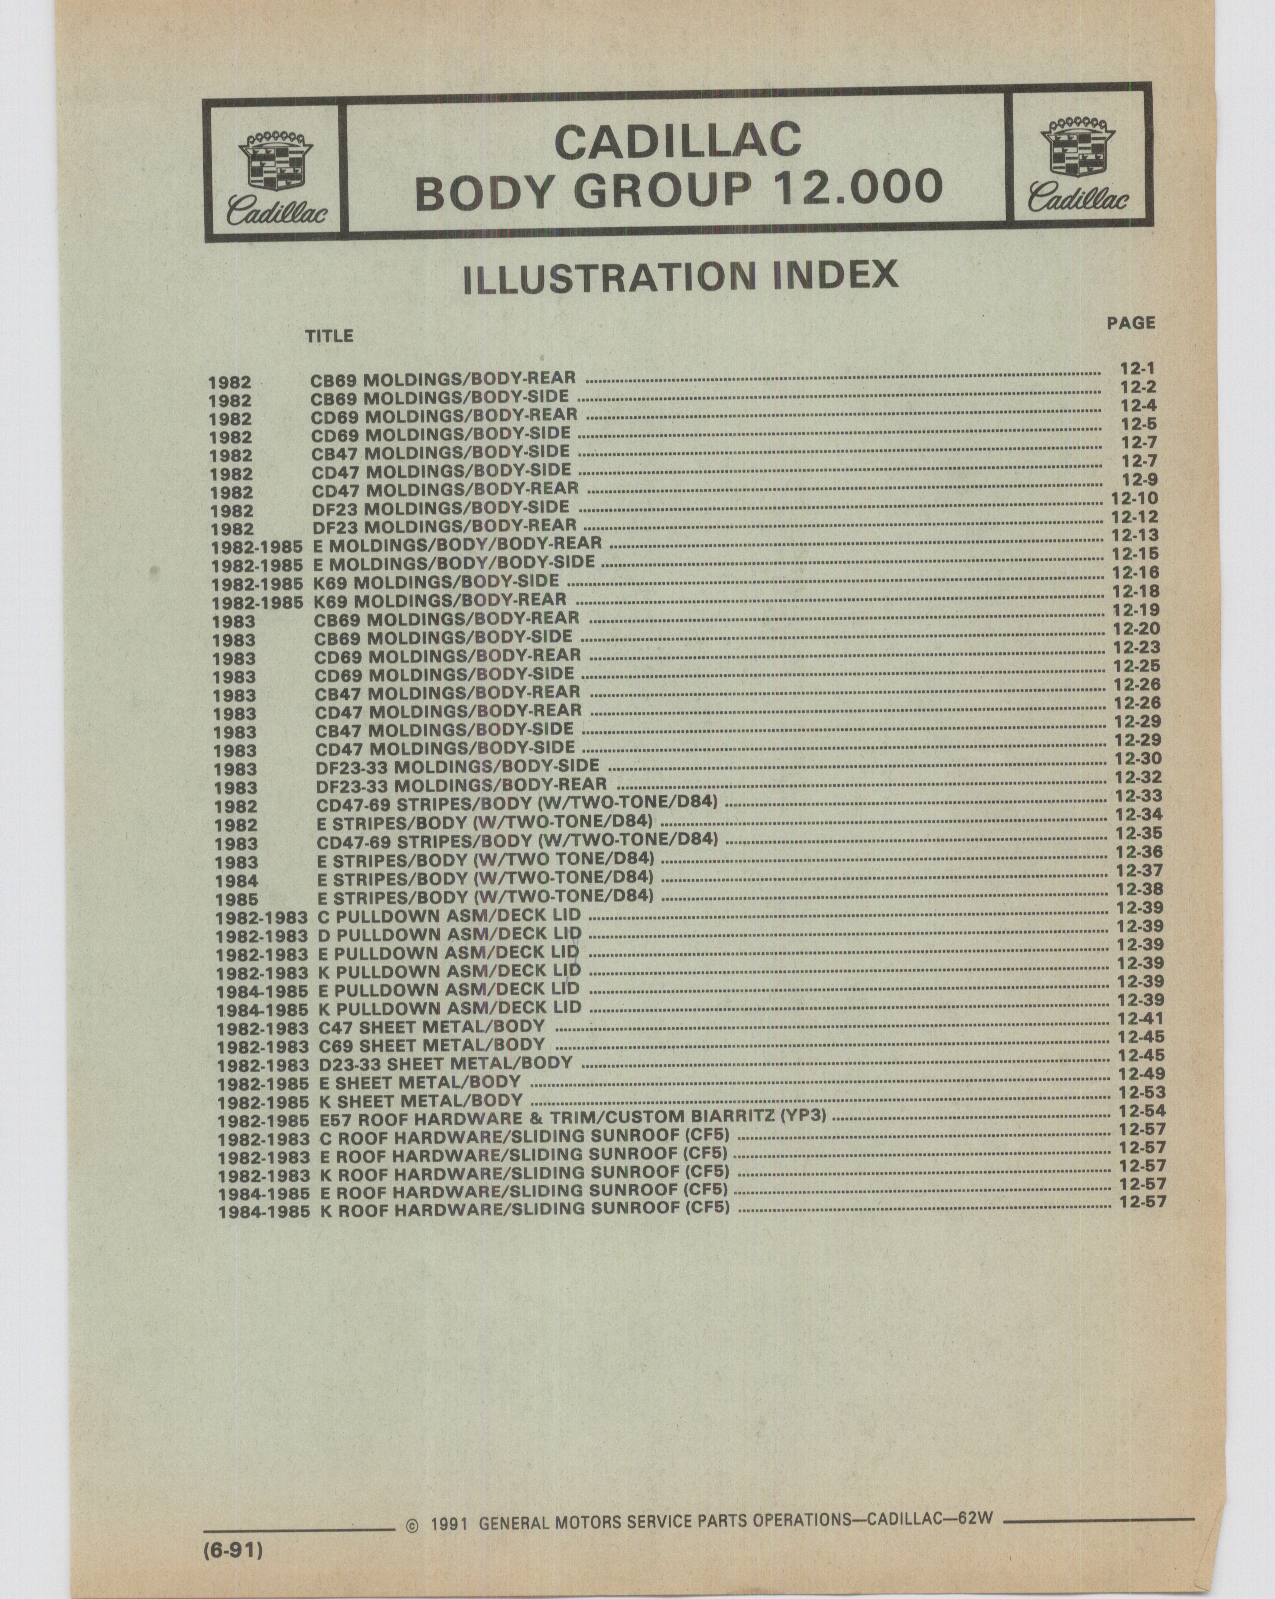 Cadillac
CADILLAC
BODY GROUP 12.000
Cadillac
ILLUSTRATION INDEX
TITLE PAGE
1982 CB69 MOLDINGS/BODY-REAR 12-1
1982 CB69 MOLDINGS/BODY-SIDE 12-2
1982 CD69 MOLDINGS/BODY-REAR 12-4
1982 CD69 MOLDINGS/BODY-SIDE 12-5
1982 CB47 MOLDINGS/BODY-SIDE 12-7
1982 CD47 MOLDINGS/BODY-SIDE 12-7
1982 CD47 MOLDINGS/BODY-REAR 12-9
1982 DF23 MOLDINGS/BODY-SIDE 12-10
1982 DF23 MOLDINGS/BODY-REAR 12-12
1982-1985 E MOLDINGS/BODY/BODY-REAR 12-13
1982-1985 E MOLDINGS/BODY/BODY-SIDE 12-15
1982-1985 K69 MOLDINGS/BODY-SIDE 12-16
1982-1985 K69 MOLDINGS/BODY-REAR 12-18
1983 CB69 MOLDINGS/BODY-REAR 12-19
1983 CB69 MOLDINGS/BODY-SIDE 12-20
1983 CD69 MOLDINGS/BODY-REAR 12-23
1983 CD69 MOLDINGS/BODY-SIDE 12-25
1983 CB47 MOLDINGS/BODY-REAR 12-26
1983 CD47 MOLDINGS/BODY-REAR 12-26
1983 CB47 MOLDINGS/BODY-SIDE 12-29
1983 CD47 MOLDINGS/BODY-SIDE 12-29
1983 DF23-33 MOLDINGS/BODY-SIDE 12-30
1983 DF23-33 MOLDINGS/BODY-REAR 12-32
1982 CD47-69 STRIPES/BODY (W/TWO-TONE/D84) 12-33
1982 E STRIPES/BODY (W/TWO-TONE/D84) 12-34
1983 CD47-69 STRIPES/BODY (W/TWO-TONE/D84) 12-35
1983 E STRIPES/BODY (W/TWO TONE/D84) 12-36
1984 E STRIPES/BODY (W/TWO-TONE/D84) 12-37
1985 E STRIPES/BODY (W/TWO-TONE/D84) 12-38
1982-1983 C PULLDOWN ASM/DECK LID 12-39
1982-1983 D PULLDOWN ASM/DECK LID 12-39
1982-1983 E PULLDOWN ASM/DECK LID 12-39
1982-1983 K PULLDOWN ASM/DECK LID 12-39
1984-1985 E PULLDOWN ASM/DECK LID 12-39
1984-1985 K PULLDOWN ASM/DECK LID 12-39
1982-1983 C47 SHEET METAL/BODY 12-41
1982-1983 C69 SHEET METAL/BODY 12-45
1982-1983 D23-33 SHEET METAL/BODY 12-45
1982-1985 E SHEET METAL/BODY 12-49
1982-1985 K SHEET METAL/BODY 12-53
1982-1985 E57 ROOF HARDWARE & TRIM/CUSTOM BIARRITZ (YP3) 12-54
1982-1983 C ROOF HARDWARE/SLIDING SUNROOF (CF5) 12-57
1982-1983 E ROOF HARDWARE/SLIDING SUNROOF (CF5) 12-57
1982-1983 K ROOF HARDWARE/SLIDING SUNROOF (CF5) 12-57
1984-1985 E ROOF HARDWARE/SLIDING SUNROOF (CF5) 12-57
1984-1985 K ROOF HARDWARE/SLIDING SUNROOF (CF5) 12-57
© 1991 GENERAL MOTORS SERVICE PARTS OPERATIONS—CADILLAC—62W
(6-91)